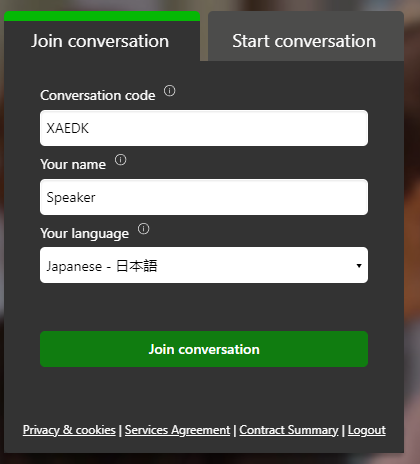 Join conversation
Start conversation
Conversation code
XAEDK
Your name
Speaker
Your language
Japanese - 日本語
Join conversation
Privacy & cookies | Services Agreement | Contract Summary | Logout